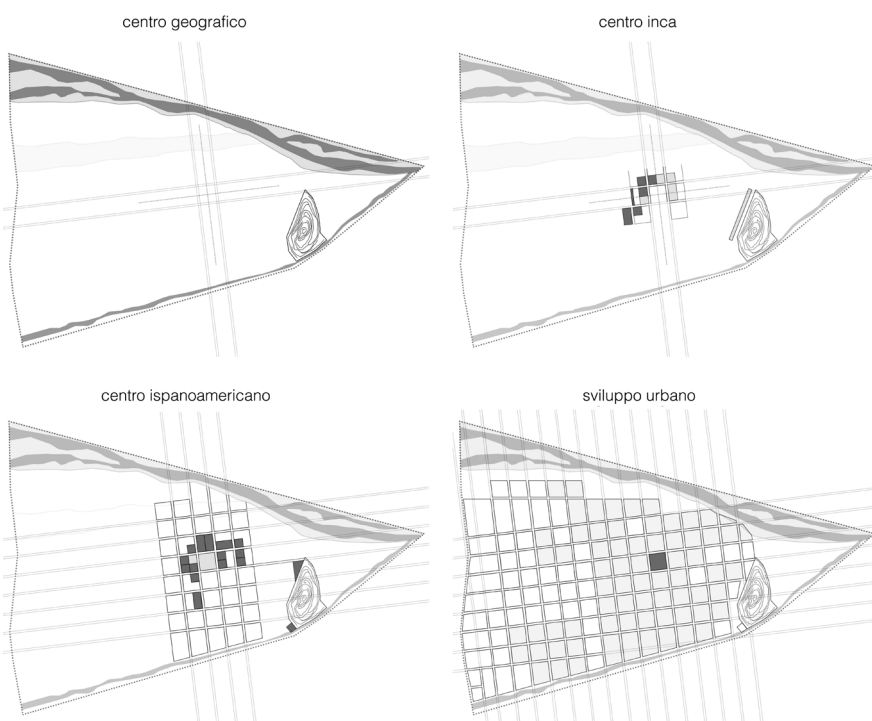 centro geografico
centro inca
centro ispanoamericano
sviluppo urbano